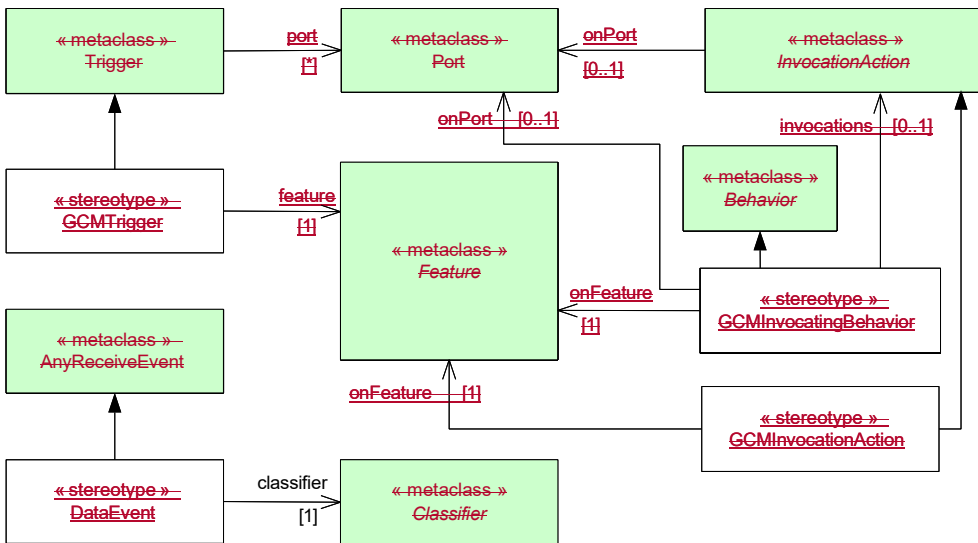 « metaclass »
Trigger
port
[*]
« metaclass »
Port
onPort
[0..1]
« metaclass »
InvocationAction
onPort [0..1]
invocations [0..1]
« stereotype »
GCMTrigger
feature
[1]
« metaclass »
Feature
« metaclass »
Behavior
onFeature
[1]
« stereotype »
GCMInvocatingBehavior
« metaclass »
AnyReceiveEvent
onFeature [1]
« stereotype »
GCMInvocationAction
« stereotype »
DataEvent
classifier
[1]
« metaclass »
Classifier